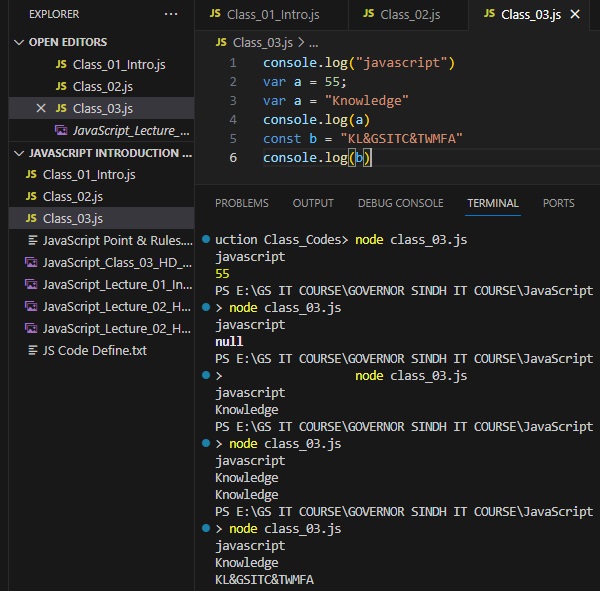 EXPLORER ...
OPEN EDITORS
JS Class_01_Intro.js
JS Class_02.js
JS Class_03.js
JavaScript_Lecture_...
JAVASCRIPT INTRODUCTION ...
JS Class_01_Intro.js
JS Class_02.js
JS Class_03.js
JavaScript Point & Rules....
JavaScript_Class_03_HD_...
JavaScript_Lecture_01_In...
JavaScript_Lecture_02_H...
JavaScript_Lecture_02_H...
JS Code Define.txt
JS Class_01_Intro.js JS Class_02.js JS Class_03.js
JS Class_03.js > ...
1 console.log("javascript")
2 var a = 55;
3 var a = "Knowledge"
4 console.log(a)
5 const b = "KL&GSITC&TWMFA"
6 console.log(b)
PROBLEMS OUTPUT DEBUG CONSOLE TERMINAL PORTS
uction Class_Codes> node class_03.js
javascript
55
PS E:\GS IT COURSE\GOVERNOR SINDH IT COURSE\JavaScript
> node class_03.js
javascript
null
PS E:\GS IT COURSE\GOVERNOR SINDH IT COURSE\JavaScript
> node class_03.js
javascript
Knowledge
PS E:\GS IT COURSE\GOVERNOR SINDH IT COURSE\JavaScript
> node class_03.js
javascript
Knowledge
Knowledge
PS E:\GS IT COURSE\GOVERNOR SINDH IT COURSE\JavaScript
> node class_03.js
javascript
Knowledge
KL&GSITC&TWMFA